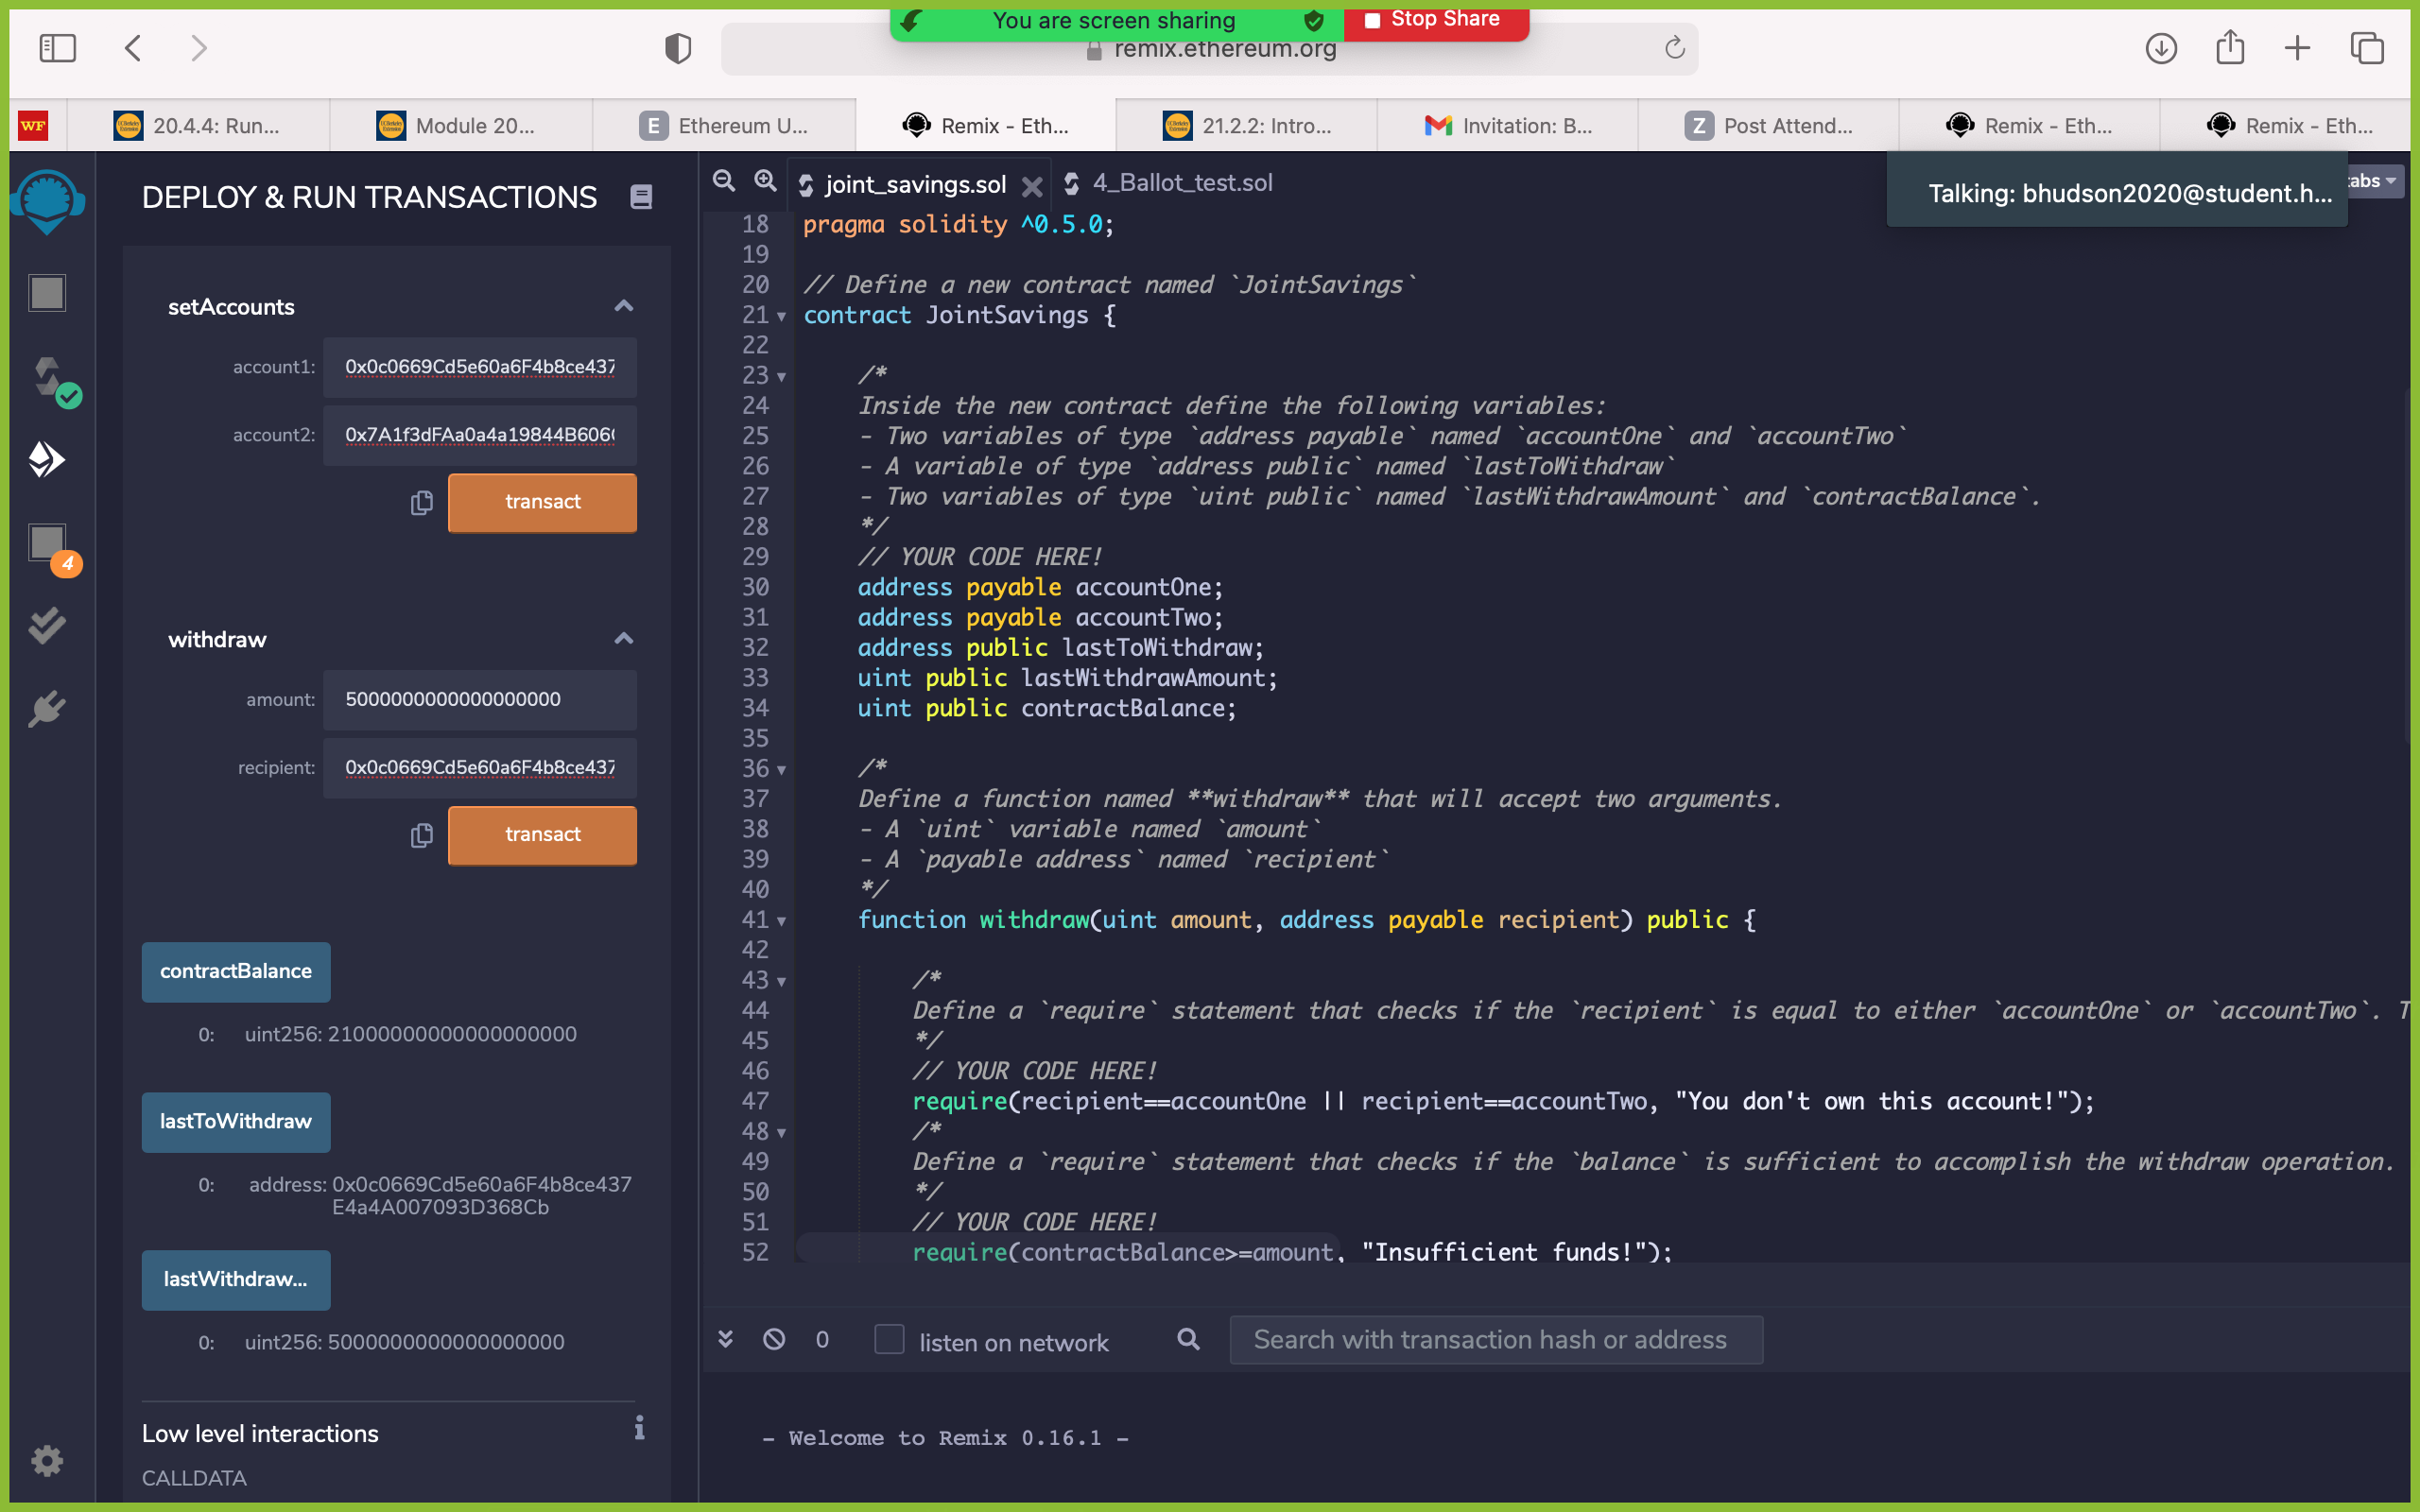 You are screen sharing
Stop Share
remix.ethereum.org
WF
20.4.4: Run...
Module 20...
E
Ethereum U...
Remix - Eth...
21.2.2: Intro...
Invitation: B...
Z
Post Attend...
Remix - Eth...
Remix - Eth...
DEPLOY & RUN TRANSACTIONS
joint_savings.sol
4_Ballot_test.sol
Talking: bhudson2020@student.h...
abs
setAccounts
account1: 0x0c0669Cd5e60a6F4b8ce437
account2: 0x7A1f3dFAa0a4a19844B606
transact
4
withdraw
amount: 5000000000000000000
recipient: 0x0c0669Cd5e60a6F4b8ce437
transact
contractBalance
0: uint256: 21000000000000000000
lastToWithdraw
0: address: 0x0c0669Cd5e60a6F4b8ce437
E4a4A007093D368Cb
lastWithdraw...
0: uint256: 5000000000000000000
Low level interactions
CALLDATA
18 pragma solidity ^0.5.0;
19
20 // Define a new contract named `JointSavings`
21 contract JointSavings {
22
23 /*
24 Inside the new contract define the following variables:
25 - Two variables of type `address payable` named `accountOne` and `accountTwo`
26 - A variable of type `address public` named `lastToWithdraw`
27 - Two variables of type `uint public` named `lastWithdrawAmount` and `contractBalance`.
28 */
29 // YOUR CODE HERE!
30 address payable accountOne;
31 address payable accountTwo;
32 address public lastToWithdraw;
33 uint public lastWithdrawAmount;
34 uint public contractBalance;
35
36 /*
37 Define a function named **withdraw** that will accept two arguments.
38 - A `uint` variable named `amount`
39 - A `payable address` named `recipient`
40 */
41 function withdraw(uint amount, address payable recipient) public {
42
43 /*
44 Define a `require` statement that checks if the `recipient` is equal to either `accountOne` or `accountTwo`. T
45 */
46 // YOUR CODE HERE!
47 require(recipient==accountOne || recipient==accountTwo, "You don't own this account!");
48 /*
49 Define a `require` statement that checks if the `balance` is sufficient to accomplish the withdraw operation.
50 */
51 // YOUR CODE HERE!
52 require(contractBalance>=amount, "Insufficient funds!");
0
listen on network
Search with transaction hash or address
- Welcome to Remix 0.16.1 -